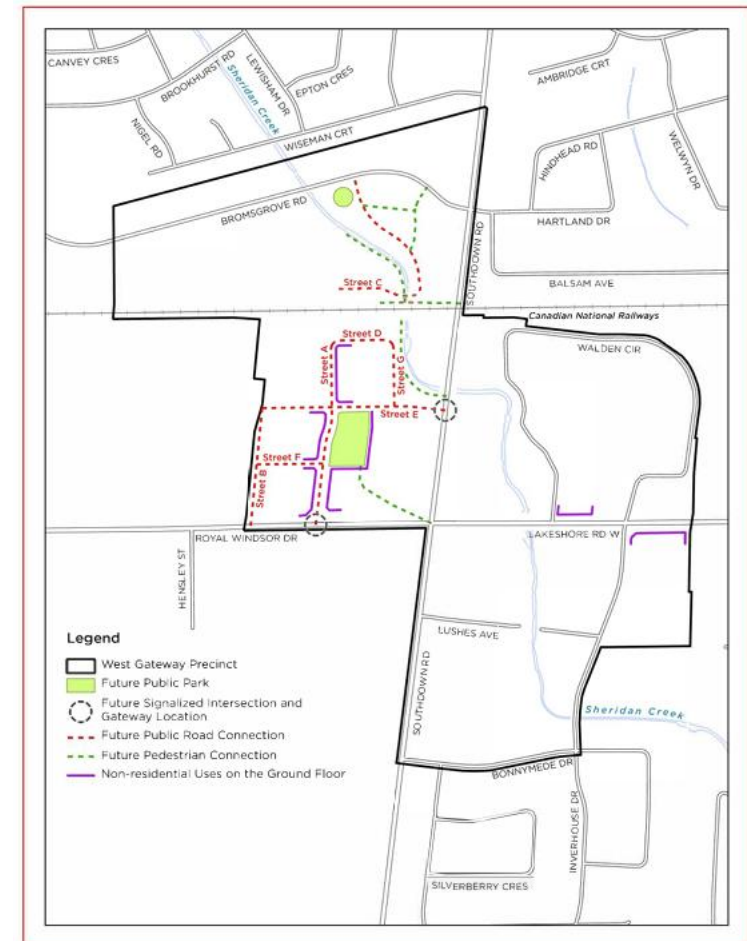 CANVEY CRES
BROOKHURST RD
LEWISHAM DR
EPTON CRES
AMBRIDGE CRT
Sheridan Creek
NIGEL RD
WISEMAN CRT
HINDHEAD RD
WELWYN DR
BROMSGROVE RD
HARTLAND DR
SOUTHDOWN RD
Street C
BALSAM AVE
Canadian National Railways
Street D
WALDEN CIR
Street A
Street G
Street E
Street F
Street B
ROYAL WINDSOR DR
LAKESHORE RD W
HENSLEY ST
LUSHES AVE
SOUTHDOWN RD
Sheridan Creek
BONNYMEDE DR
INVERHOUSE DR
SILVERBERRY CRES
Legend
West Gateway Precinct
Future Public Park
Future Signalized Intersection and
Gateway Location
Future Public Road Connection
Future Pedestrian Connection
Non-residential Uses on the Ground Floor